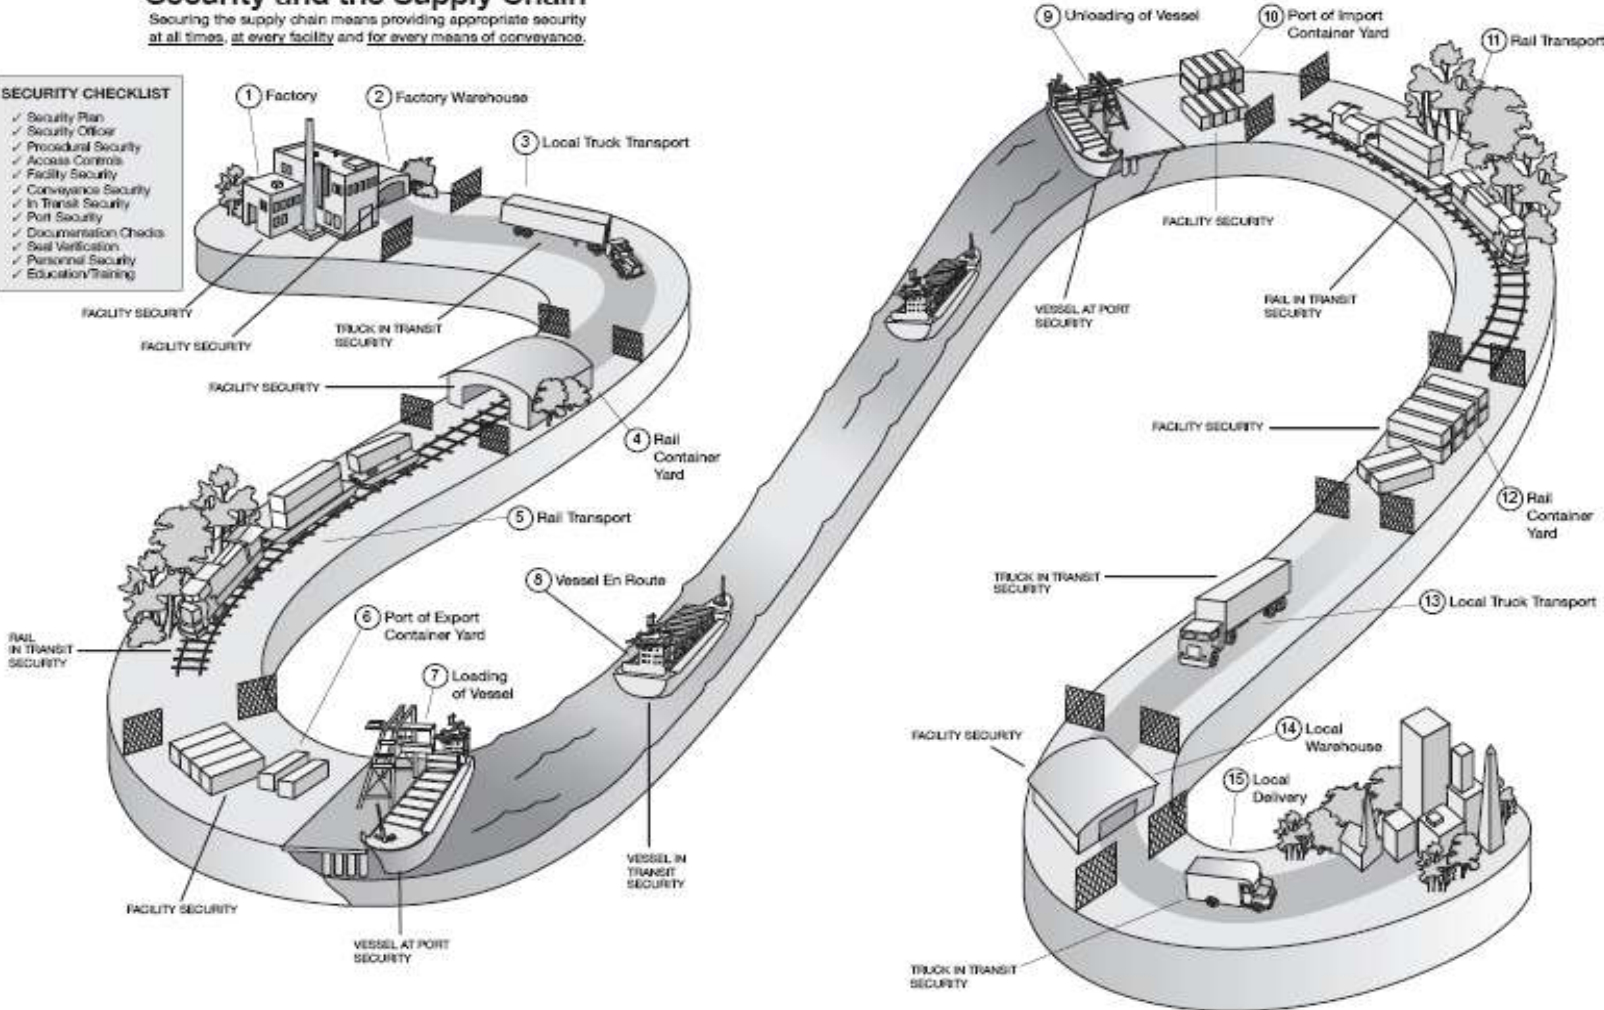 Security and the Supply Chain
Securing the supply chain means providing appropriate security
at all times, at every facility and for every means of conveyance.
SECURITY CHECKLIST
✓ Security Plan
✓ Security Officer
✓ Procedural Security
✓ Access Controls
✓ Facility Security
✓ Conveyance Security
✓ In Transit Security
✓ Port Security
✓ Documentation Checks
✓ Seal Verification
✓ Personnel Security
✓ Education/Training
1 Factory
2 Factory Warehouse
3 Local Truck Transport
FACILITY SECURITY
FACILITY SECURITY
TRUCK IN TRANSIT
SECURITY
FACILITY SECURITY
4 Rail
Container
Yard
5 Rail Transport
RAIL
IN TRANSIT
SECURITY
6 Port of Export
Container Yard
7 Loading
of Vessel
FACILITY SECURITY
VESSEL AT PORT
SECURITY
8 Vessel En Route
VESSEL IN
TRANSIT
SECURITY
9 Unloading of Vessel
VESSEL AT PORT
SECURITY
10 Port of Import
Container Yard
FACILITY SECURITY
11 Rail Transport
RAIL IN TRANSIT
SECURITY
FACILITY SECURITY
12 Rail
Container
Yard
TRUCK IN TRANSIT
SECURITY
13 Local Truck Transport
FACILITY SECURITY
14 Local
Warehouse
15 Local
Delivery
TRUCK IN TRANSIT
SECURITY